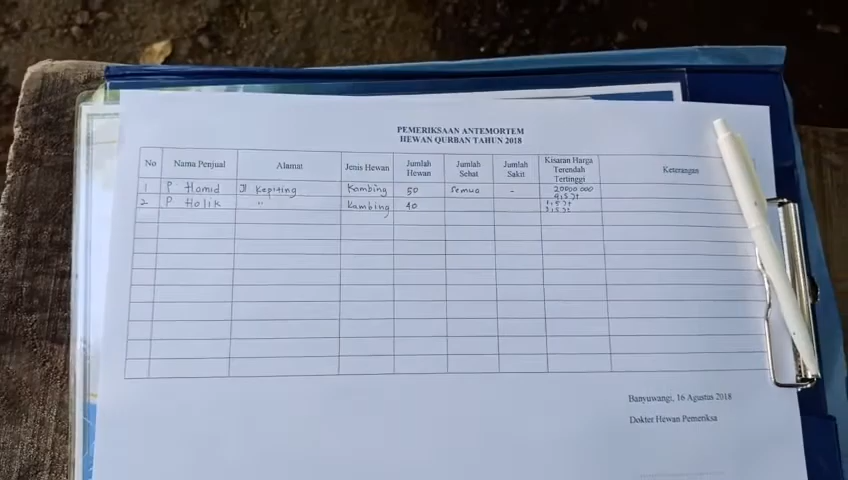 PEMERIKSAAN ANTEMORTEM
HEWAN QURBAN TAHUN 2018
No Nama Penjual Alamat Jenis Hewan Jumlah Hewan Jumlah Sehat Jumlah Sakit Kisaran Harga Terendah Tertinggi Keterangan
1 P. Hamid Jl Kepiting Kambing 50 semua -
2 P Holik " Kambing 40
Banyuwangi, 16 Agustus 2018
Dokter Hewan Pemeriksa